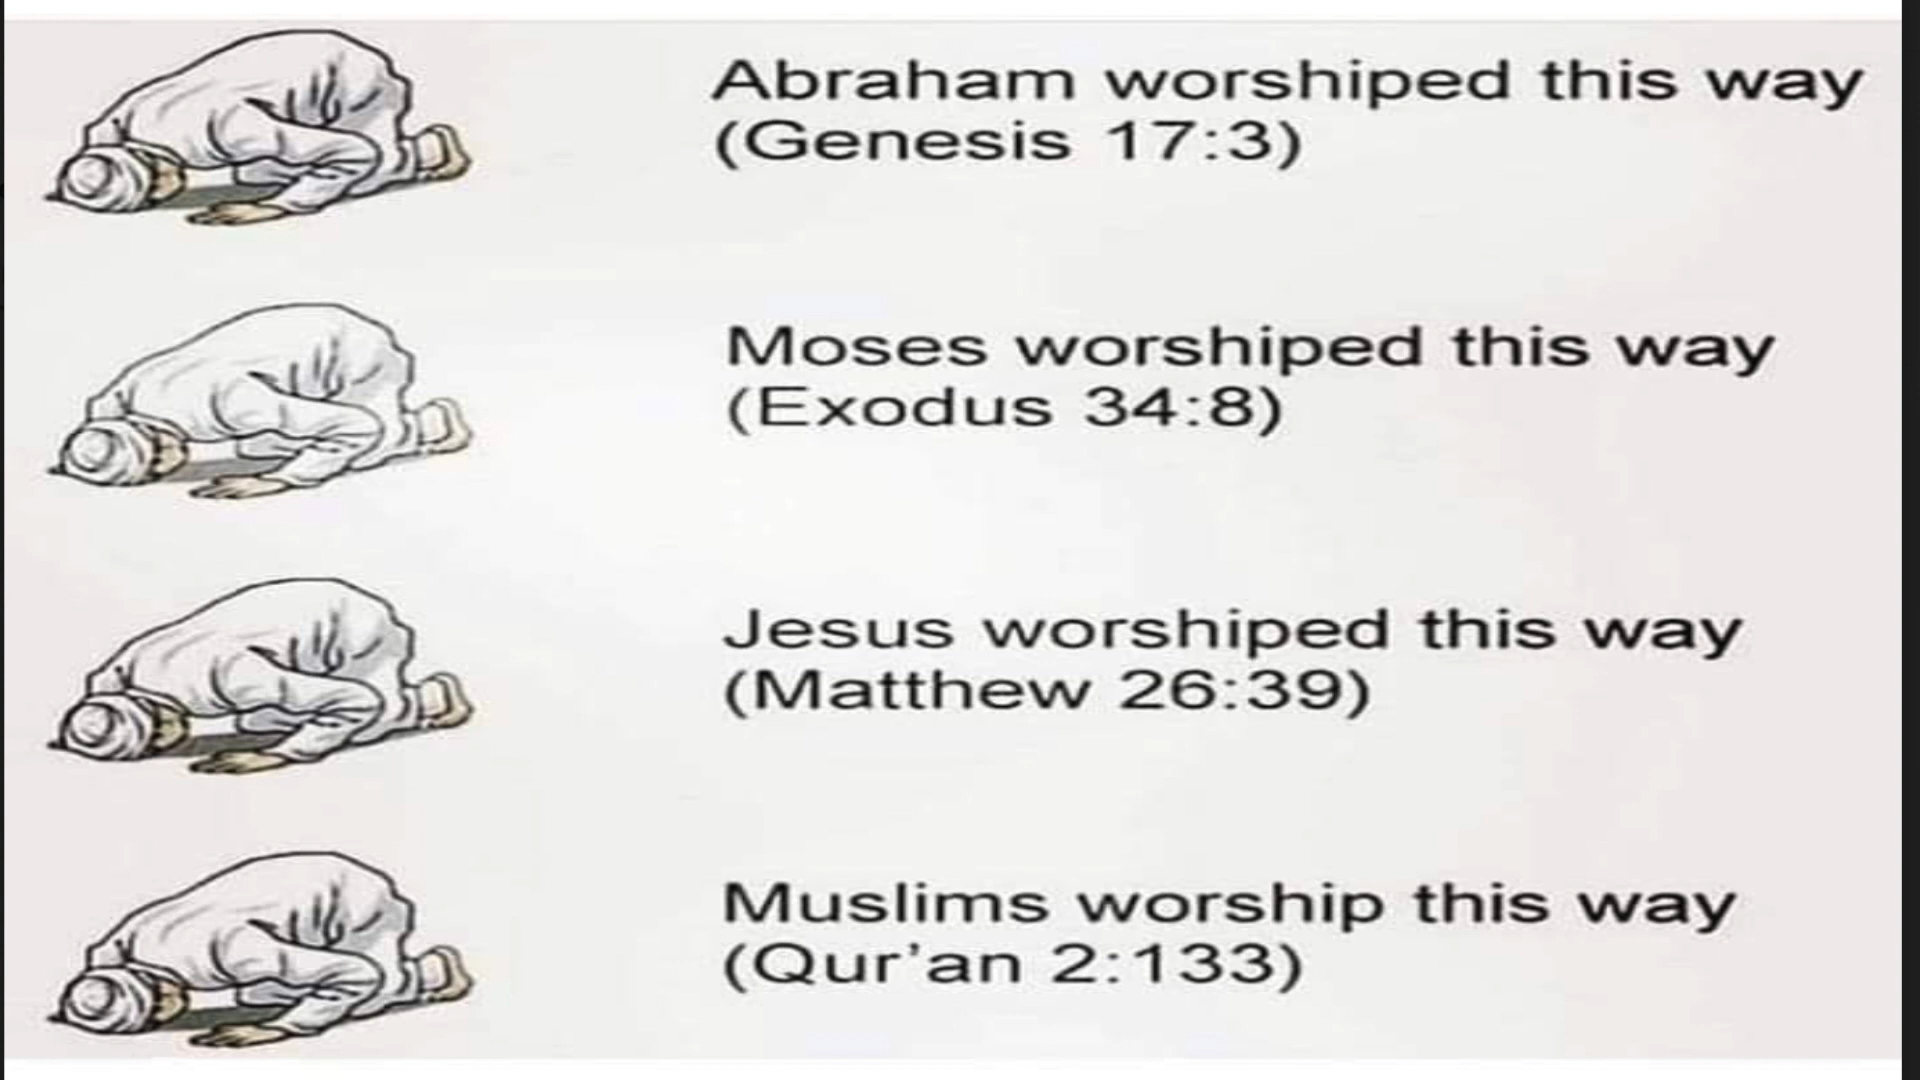 Abraham worshiped this way
(Genesis 17:3)
Moses worshiped this way
(Exodus 34:8)
Jesus worshiped this way
(Matthew 26:39)
Muslims worship this way
(Qur'an 2:133)